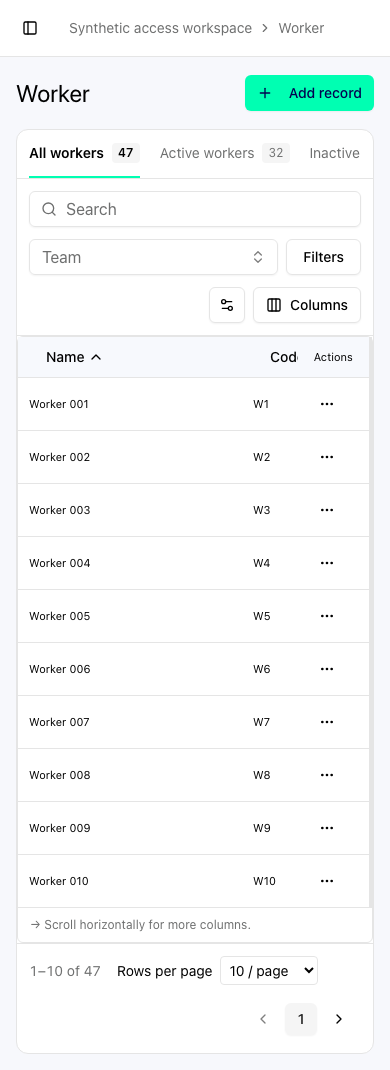 Synthetic access workspace > Worker
Worker
+ Add record
All workers 47 Active workers 32 Inactive
Search
Team
Filters
Columns
Name Cod Actions
Worker 001 W1 ...
Worker 002 W2 ...
Worker 003 W3 ...
Worker 004 W4 ...
Worker 005 W5 ...
Worker 006 W6 ...
Worker 007 W7 ...
Worker 008 W8 ...
Worker 009 W9 ...
Worker 010 W10 ...
→ Scroll horizontally for more columns.
1–10 of 47 Rows per page 10 / page
1